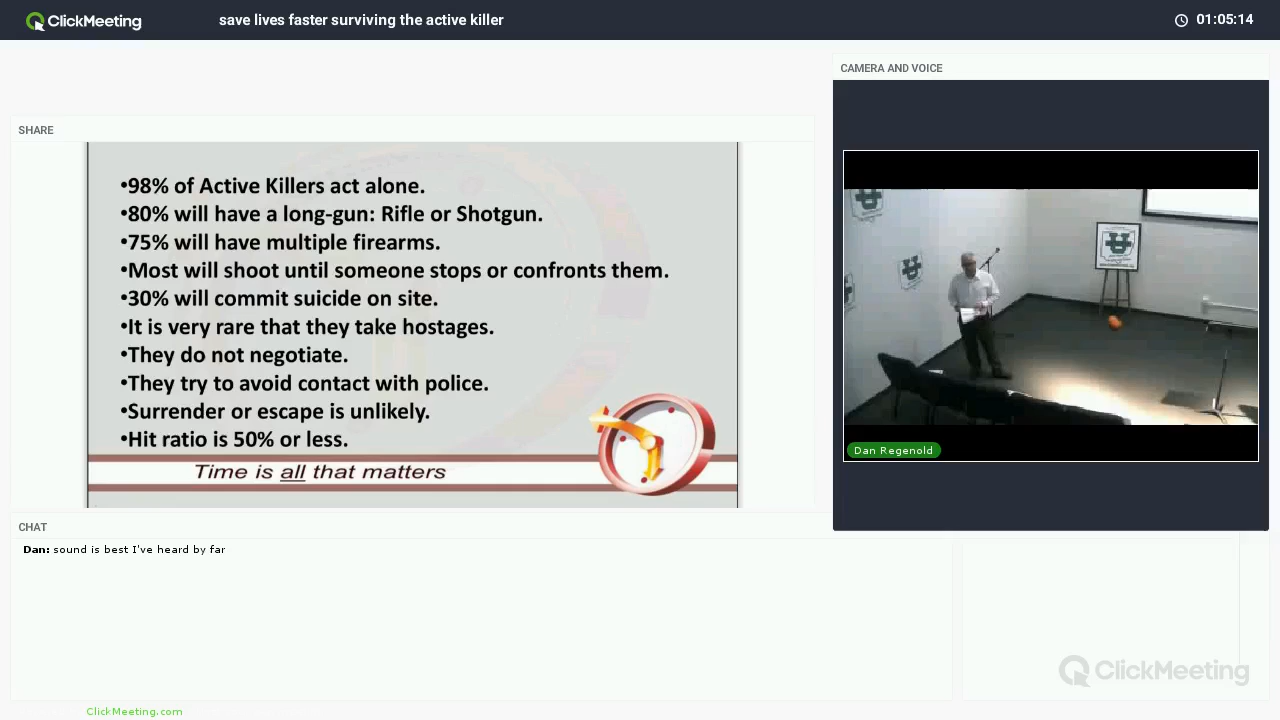 ClickMeeting
save lives faster surviving the active killer
01:05:14
CAMERA AND VOICE
SHARE
•98% of Active Killers act alone.
•80% will have a long-gun: Rifle or Shotgun.
•75% will have multiple firearms.
•Most will shoot until someone stops or confronts them.
•30% will commit suicide on site.
•It is very rare that they take hostages.
•They do not negotiate.
•They try to avoid contact with police.
•Surrender or escape is unlikely.
•Hit ratio is 50% or less.
Time is all that matters
Dan Regenold
CHAT
Dan: sound is best I've heard by far
ClickMeeting
ClickMeeting.com